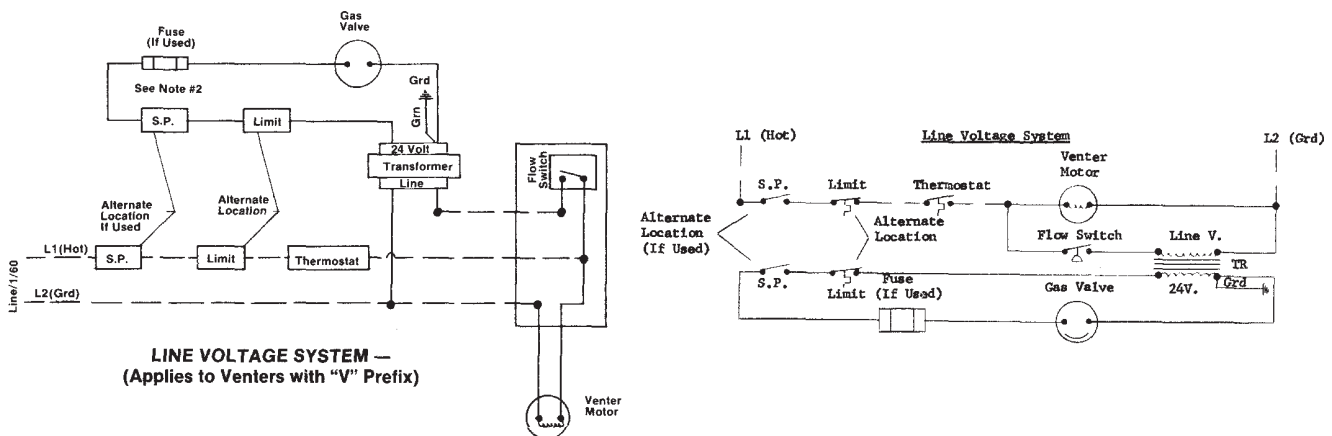 Fuse
(If Used)
Gas
Valve
See Note #2
Grd
Grn
S.P.
Limit
24 Volt
Transformer
Line
Flow
Switch
Alternate
Location
If Used
Alternate
Location
L1(Hot)
S.P.
Limit
Thermostat
Line/1/60
L2(Grd)
LINE VOLTAGE SYSTEM —
(Applies to Venters with "V" Prefix)
Venter
Motor
L1 (Hot)
Line Voltage System
L2 (Grd)
Venter
Motor
S.P.
Limit
Thermostat
Alternate
Location
(If Used)
Alternate
Location
Flow Switch
Line V.
TR
S.P.
Limit
Fuse
(If Used)
Gas Valve
24V.
Grd